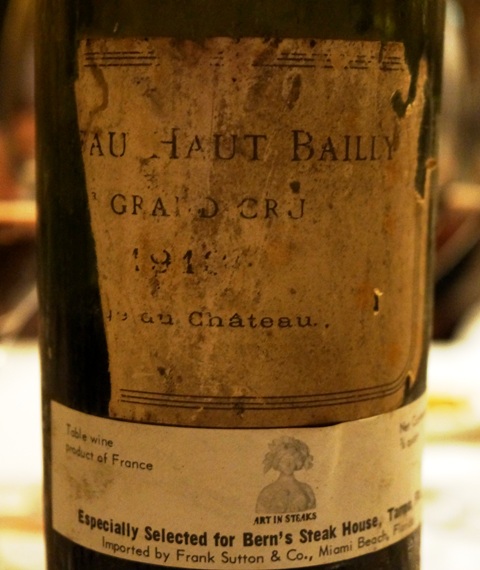 AU HAUT BAILLY
GRAND CRU
au Château.
Table wine
product of France
ART IN STEAKS
Especially Selected for Bern's Steak House, Tampa
Imported by Frank Sutton & Co., Miami Beach, Florida